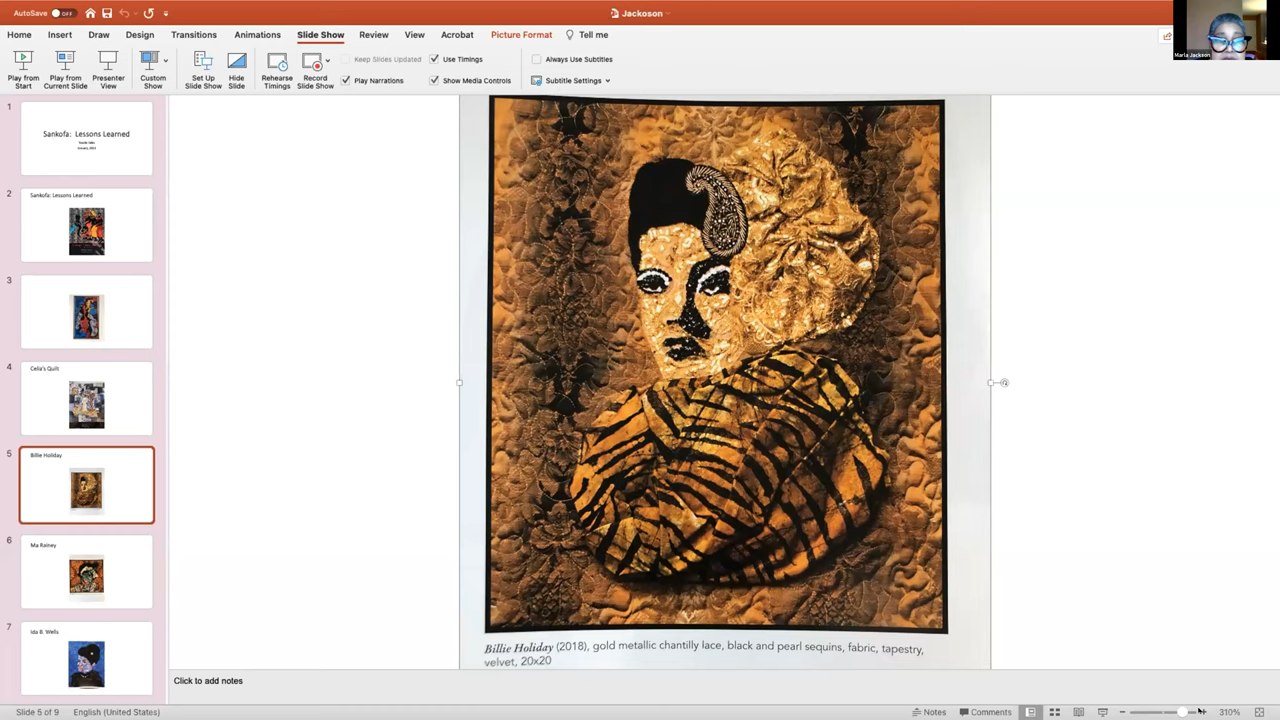 AutoSave OFF
Jackoson
Home Insert Draw Design Transitions Animations Slide Show Review View Acrobat Picture Format Tell me
Play from Start
Play from Current Slide
Presenter View
Custom Show
Set Up Slide Show
Hide Slide
Rehearse Timings
Record Slide Show
Keep Slides Updated
Play Narrations
Use Timings
Show Media Controls
Always Use Subtitles
Subtitle Settings
Maria Jackson
1
Sankofa: Lessons Learned
2
Sankofa: Lessons Learned
3
4
Celia's Quilt
5
Billie Holiday
6
Ma Rainey
7
Ida B. Wells
Billie Holiday (2018), gold metallic chantilly lace, black and pearl sequins, fabric, tapestry,
velvet, 20x20
Click to add notes
Slide 5 of 9 English (United States) Notes Comments 310%